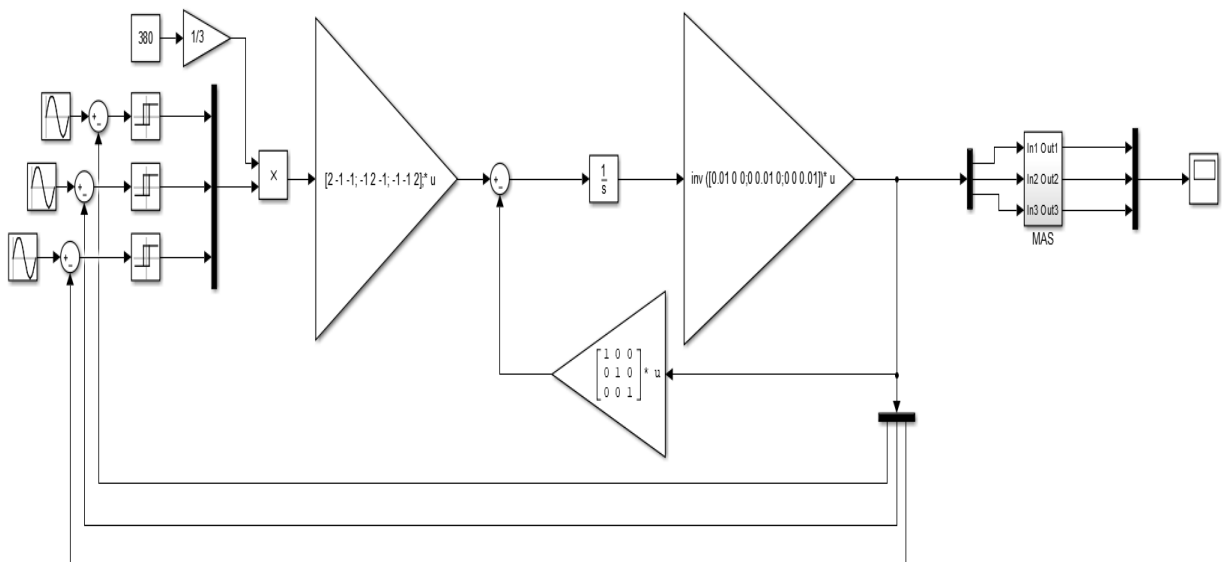 380
1/3
[2 -1 -1; -1 2 -1; -1 -1 2]* u
1
s
inv ([0.01 0 0;0 0.01 0;0 0 0.01])* u
In1 Out1
In2 Out2
In3 Out3
MAS
1 0 0
0 1 0 * u
0 0 1